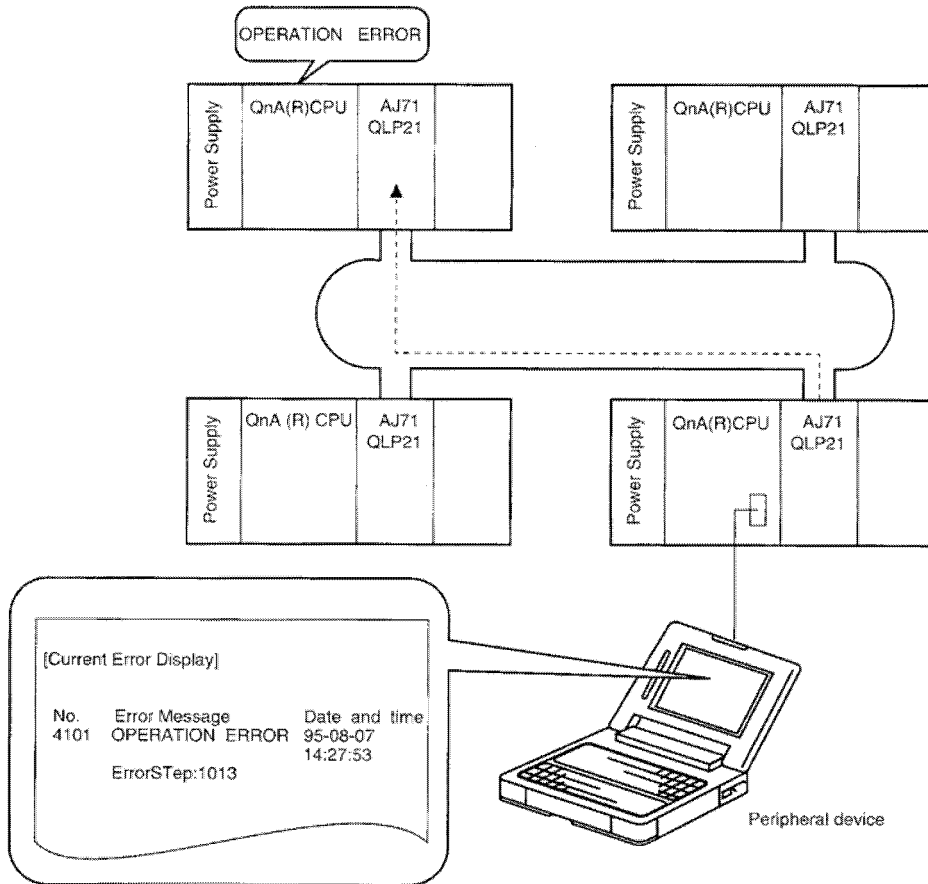 OPERATION ERROR
Power Supply
QnA(R)CPU
AJ71
QLP21
Power Supply
QnA(R)CPU
AJ71
QLP21
Power Supply
QnA (R) CPU
AJ71
QLP21
Power Supply
QnA(R)CPU
AJ71
QLP21
[Current Error Display]
No. Error Message Date and time
4101 OPERATION ERROR 95-08-07
14:27:53
ErrorSTep:1013
Peripheral device